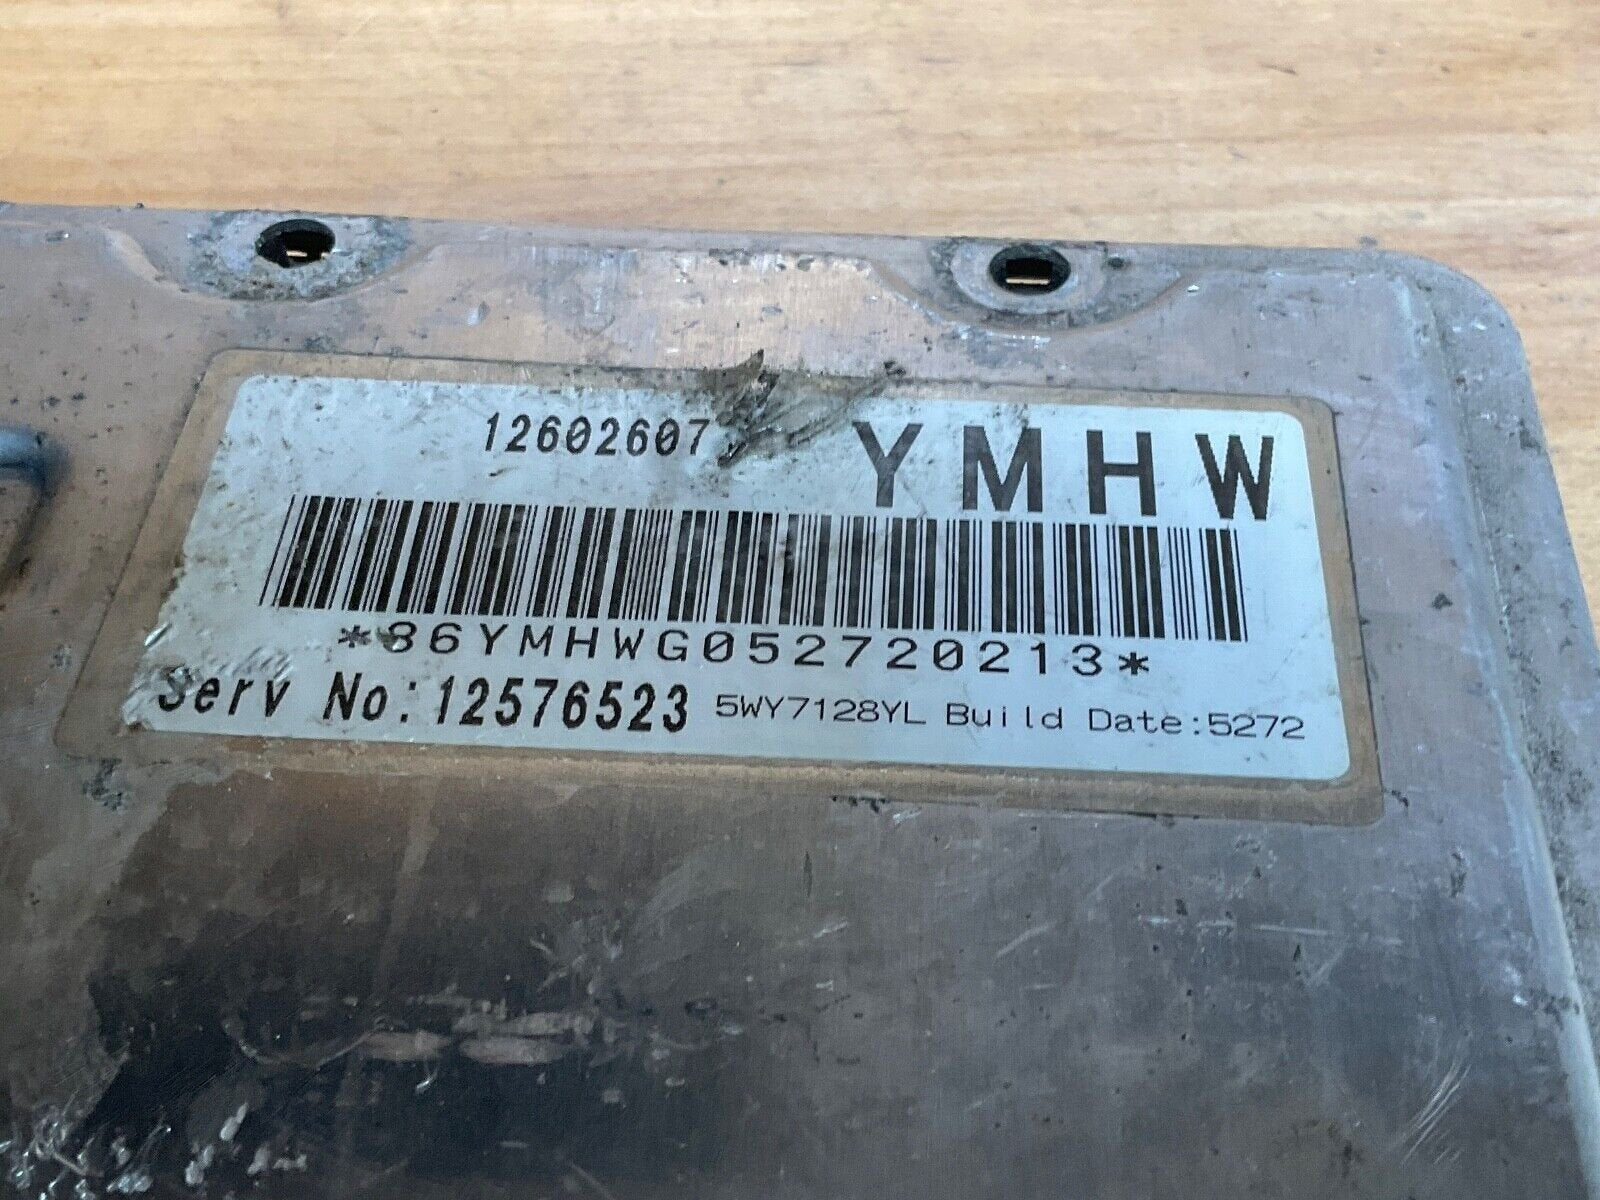 12602607 YMHW
*86YMHWG052720213*
Serv No:12576523 5WY7128YL Build Date:5272